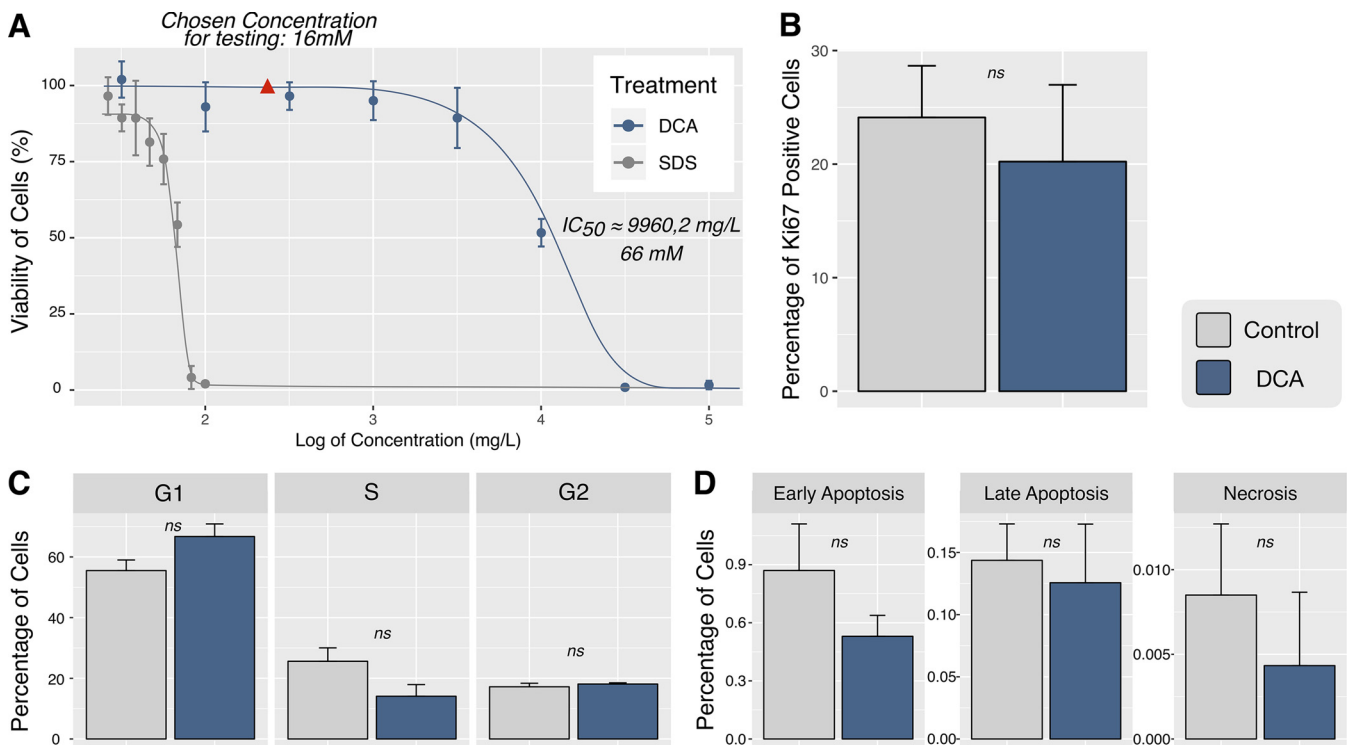 A
Chosen Concentration
for testing: 16mM
Viability of Cells (%)
100
75
50
25
0
2
3
4
5
Log of Concentration (mg/L)
Treatment
DCA
SDS
IC50 ≈ 9960,2 mg/L
66 mM
B
Percentage of Ki67 Positive Cells
30
20
10
0
ns
Control
DCA
C
Percentage of Cells
60
40
20
0
G1
ns
S
ns
G2
ns
D
Percentage of Cells
Early Apoptosis
0.9
0.6
0.3
0.0
ns
Late Apoptosis
0.15
0.10
0.05
0.00
ns
Necrosis
0.010
0.005
0.000
ns